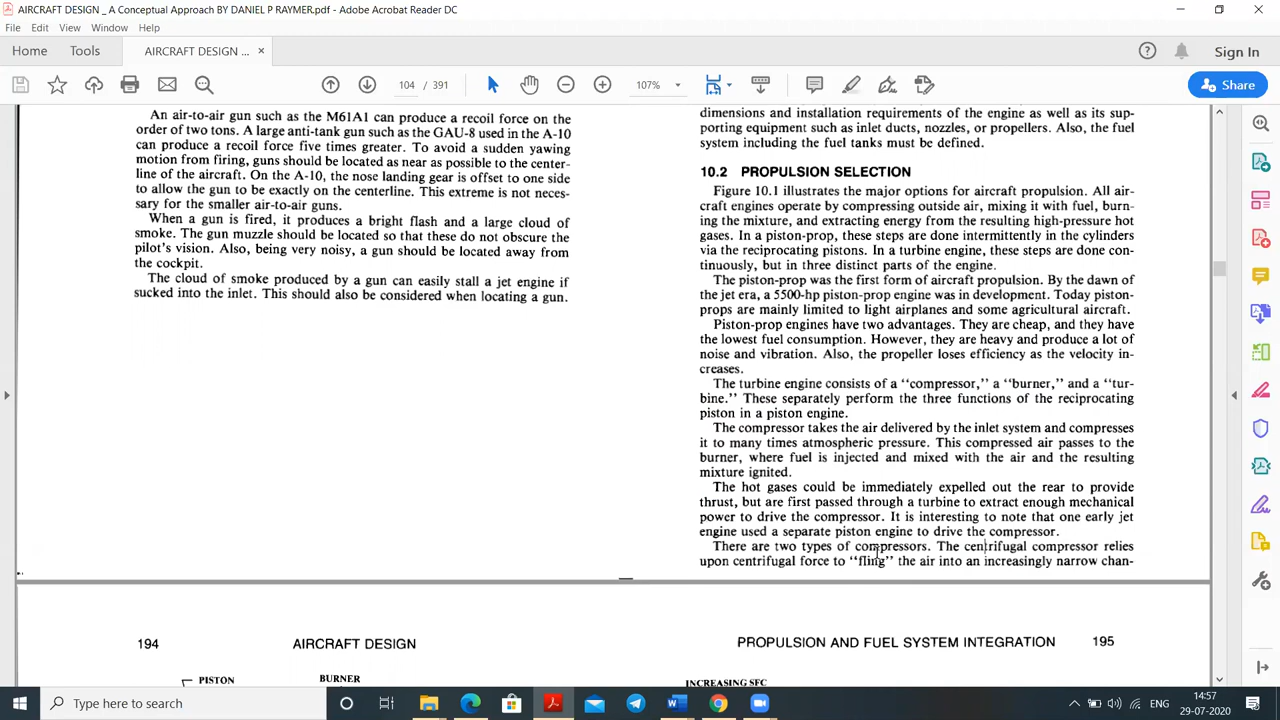 AIRCRAFT DESIGN _ A Conceptual Approach BY DANIEL P RAYMER.pdf - Adobe Acrobat Reader DC
File Edit View Window Help
Home Tools AIRCRAFT DESIGN ... × Sign In
104 / 391 107% Share
An air-to-air gun such as the M61A1 can produce a recoil force on the
order of two tons. A large anti-tank gun such as the GAU-8 used in the A-10
can produce a recoil force five times greater. To avoid a sudden yawing
motion from firing, guns should be located as near as possible to the center-
line of the aircraft. On the A-10, the nose landing gear is offset to one side
to allow the gun to be exactly on the centerline. This extreme is not neces-
sary for the smaller air-to-air guns.
When a gun is fired, it produces a bright flash and a large cloud of
smoke. The gun muzzle should be located so that these do not obscure the
pilot's vision. Also, being very noisy, a gun should be located away from
the cockpit.
The cloud of smoke produced by a gun can easily stall a jet engine if
sucked into the inlet. This should also be considered when locating a gun.
dimensions and installation requirements of the engine as well as its sup-
porting equipment such as inlet ducts, nozzles, or propellers. Also, the fuel
system including the fuel tanks must be defined.
10.2 PROPULSION SELECTION
Figure 10.1 illustrates the major options for aircraft propulsion. All air-
craft engines operate by compressing outside air, mixing it with fuel, burn-
ing the mixture, and extracting energy from the resulting high-pressure hot
gases. In a piston-prop, these steps are done intermittently in the cylinders
via the reciprocating pistons. In a turbine engine, these steps are done con-
tinuously, but in three distinct parts of the engine.
The piston-prop was the first form of aircraft propulsion. By the dawn of
the jet era, a 5500-hp piston-prop engine was in development. Today piston-
props are mainly limited to light airplanes and some agricultural aircraft.
Piston-prop engines have two advantages. They are cheap, and they have
the lowest fuel consumption. However, they are heavy and produce a lot of
noise and vibration. Also, the propeller loses efficiency as the velocity in-
creases.
The turbine engine consists of a "compressor," a "burner," and a "tur-
bine." These separately perform the three functions of the reciprocating
piston in a piston engine.
The compressor takes the air delivered by the inlet system and compresses
it to many times atmospheric pressure. This compressed air passes to the
burner, where fuel is injected and mixed with the air and the resulting
mixture ignited.
The hot gases could be immediately expelled out the rear to provide
thrust, but are first passed through a turbine to extract enough mechanical
power to drive the compressor. It is interesting to note that one early jet
engine used a separate piston engine to drive the compressor.
There are two types of compressors. The centrifugal compressor relies
upon centrifugal force to "fling" the air into an increasingly narrow chan-
194 AIRCRAFT DESIGN
PROPULSION AND FUEL SYSTEM INTEGRATION 195
PISTON BURNER
INCREASING SFC
Type here to search
14:57
29-07-2020